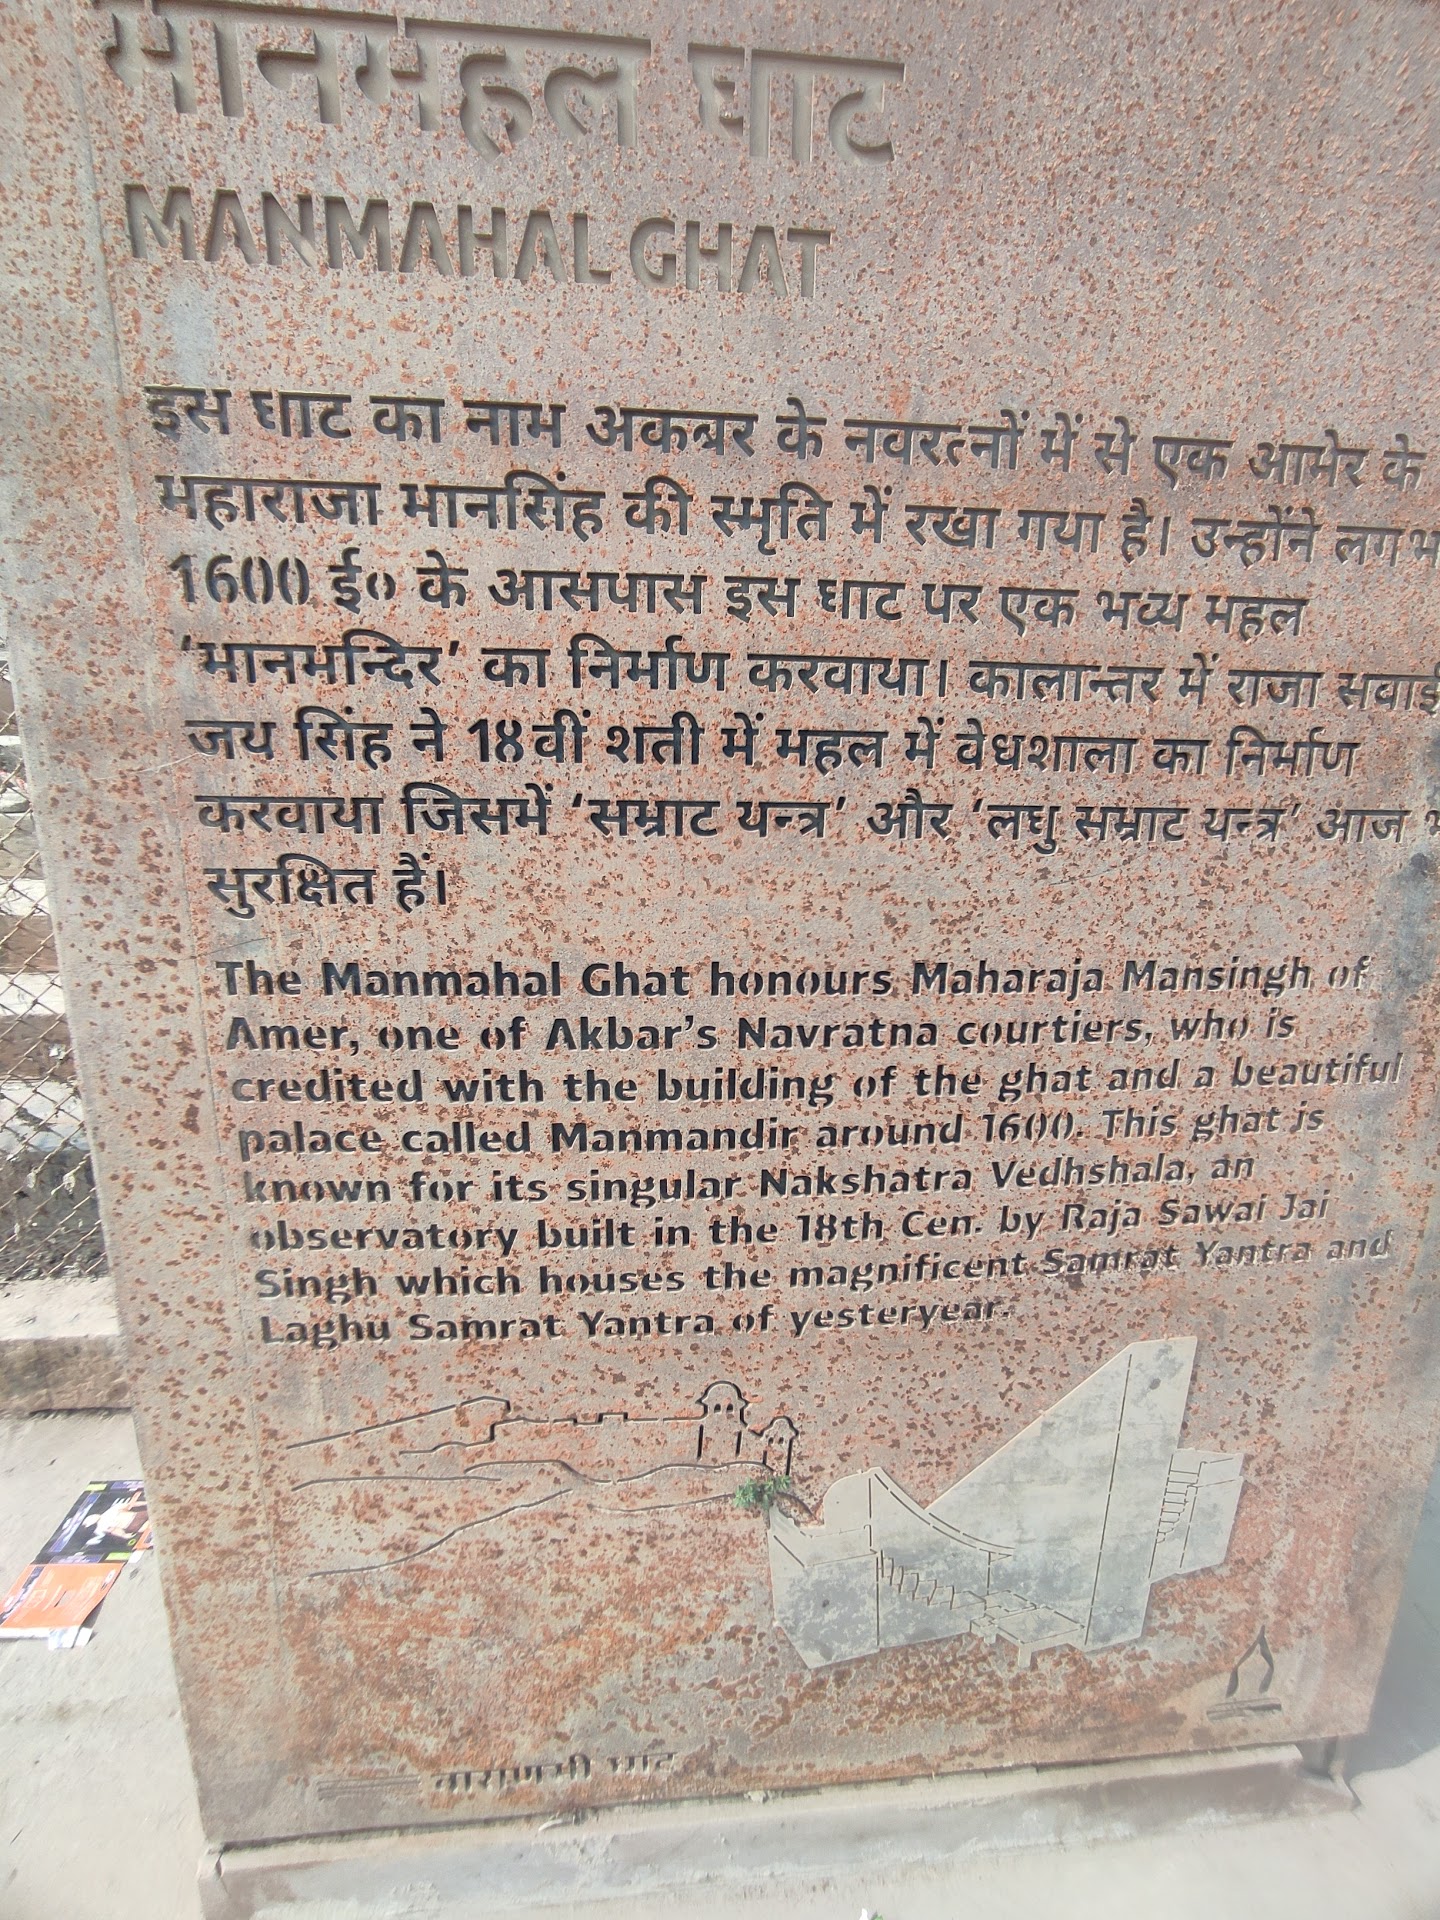 मानमहल घाट
MANMAHAL GHAT
इस घाट का नाम अकबर के नवरत्नों में से एक आमेर के
महाराजा मानसिंह की स्मृति में रखा गया है। उन्होंने लगभ
1600 ई० के आसपास इस घाट पर एक भव्य महल
‘मानमन्दिर’ का निर्माण करवाया। कालान्तर में राजा सवाई
जय सिंह ने 18वीं शती में महल में वेधशाला का निर्माण
करवाया जिसमें ‘सम्राट यन्त्र’ और ‘लघु सम्राट यन्त्र’ आज
सुरक्षित हैं।
The Manmahal Ghat honours Maharaja Mansingh of
Amer, one of Akbar’s Navratna courtiers, who is
credited with the building of the ghat and a beautiful
palace called Manmandir around 1600. This ghat is
known for its singular Nakshatra Vedhshala, an
observatory built in the 18th Cen. by Raja Sawai Jai
Singh which houses the magnificent Samrat Yantra and
Laghu Samrat Yantra of yesteryear.
वाराणसी घाट